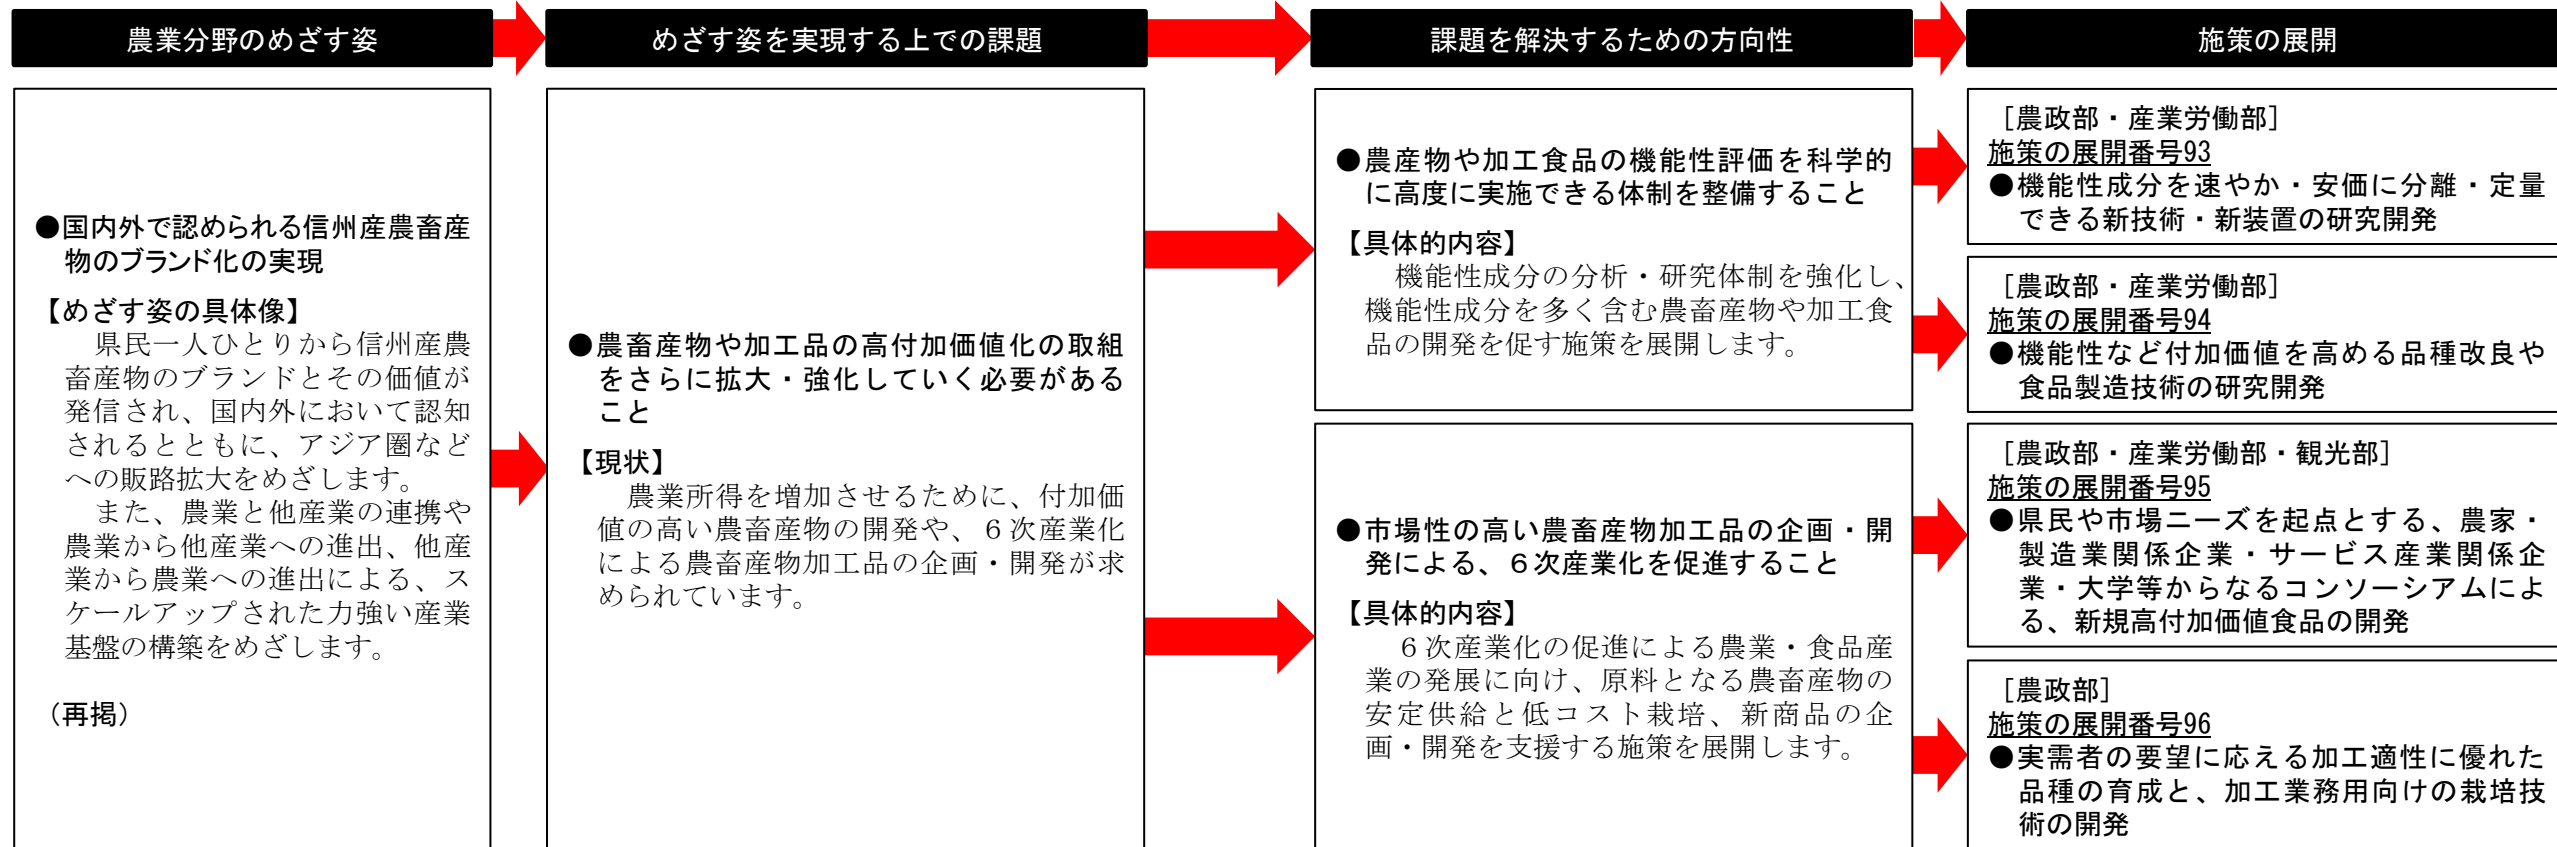 農業分野のめざす姿
めざす姿を実現する上での課題
課題を解決するための方向性
施策の展開
●国内外で認められる信州産農畜産
物のブランド化の実現
【めざす姿の具体像】
県民一人ひとりから信州産農
畜産物のブランドとその価値が
発信され、国内外において認知
されるとともに、アジア圏など
への販路拡大をめざします。
また、農業と他産業の連携や
農業から他産業への進出、他産
業から農業への進出による、ス
ケールアップされた力強い産業
基盤の構築をめざします。
（再掲）
●農畜産物や加工品の高付加価値化の取組
をさらに拡大・強化していく必要がある
こと
【現状】
農業所得を増加させるために、付加価
値の高い農畜産物の開発や、６次産業化
による農畜産物加工品の企画・開発が求
められています。
●農産物や加工食品の機能性評価を科学的
に高度に実施できる体制を整備すること
【具体的内容】
機能性成分の分析・研究体制を強化し、
機能性成分を多く含む農畜産物や加工食
品の開発を促す施策を展開します。
●市場性の高い農畜産物加工品の企画・開
発による、６次産業化を促進すること
【具体的内容】
６次産業化の促進による農業・食品産
業の発展に向け、原料となる農畜産物の
安定供給と低コスト栽培、新商品の企
画・開発を支援する施策を展開します。
［農政部・産業労働部］
施策の展開番号93
●機能性成分を速やか・安価に分離・定量
できる新技術・新装置の研究開発
［農政部・産業労働部］
施策の展開番号94
●機能性など付加価値を高める品種改良や
食品製造技術の研究開発
［農政部・産業労働部・観光部］
施策の展開番号95
●県民や市場ニーズを起点とする、農家・
製造業関係企業・サービス産業関係企
業・大学等からなるコンソーシアムによ
る、新規高付加価値食品の開発
［農政部］
施策の展開番号96
●実需者の要望に応える加工適性に優れた
品種の育成と、加工業務用向けの栽培技
術の開発